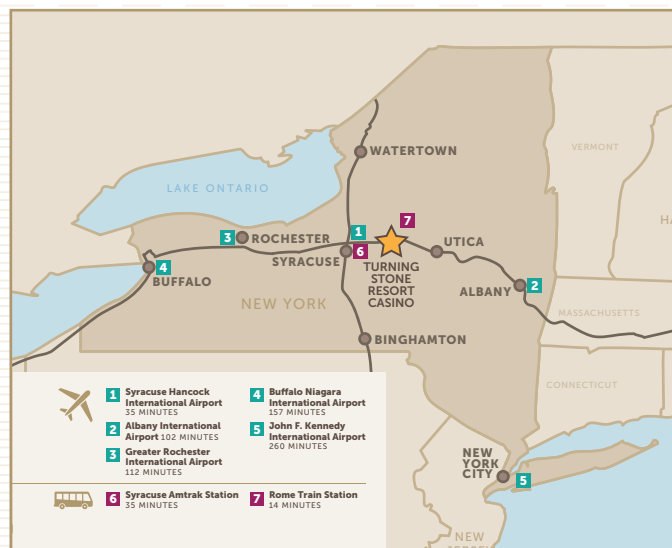 WATERTOWN
VERMONT
LAKE ONTARIO
7
3 ROCHESTER
1
UTICA
SYRACUSE 6
4
BUFFALO
TURNING
STONE
RESORT
CASINO
ALBANY 2
NEW YORK
MASSACHUSETTS
BINGHAMTON
CONNECTICUT
1 Syracuse Hancock
International Airport
35 MINUTES
2 Albany International
Airport 102 MINUTES
3 Greater Rochester
International Airport
112 MINUTES
4 Buffalo Niagara
International Airport
157 MINUTES
5 John F. Kennedy
International Airport
260 MINUTES
6 Syracuse Amtrak Station
35 MINUTES
7 Rome Train Station
14 MINUTES
NEW
YORK
CITY
5
NEW